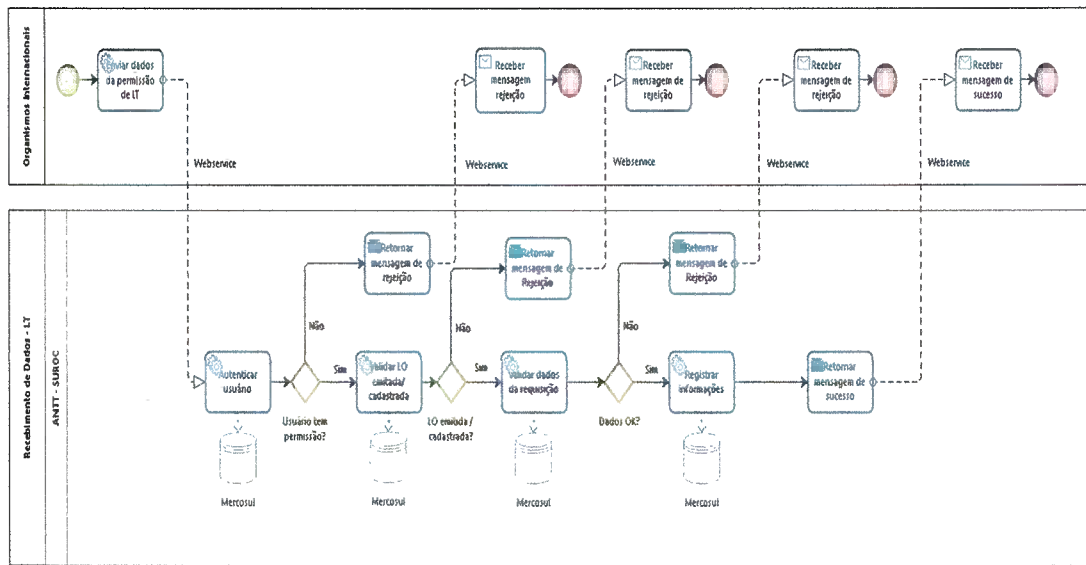 Organismos Internacionais
Enviar dados
da permissão
de LT
Receber
mensagem
rejeição
Receber
mensagem de
rejeição
Receber
mensagem de
rejeição
Receber
mensagem de
sucesso
Webservice
Webservice
Webservice
Webservice
Webservice
Recebimento de Dados - LT
ANTT - SUROC
Retornar
mensagem de
rejeição
Retornar
mensagem de
Rejeição
Retornar
mensagem de
Rejeição
Não
Não
Não
Autenticar
usuário
Sim
Validar LO
emitada/
cadastrada
Sim
Validar dados
da requisição
Sim
Registrar
informações
Retornar
mensagem de
sucesso
Usuário tem
permissão?
LO emitada /
cadastrada?
Dados OK?
Mercosul
Mercosul
Mercosul
Mercosul